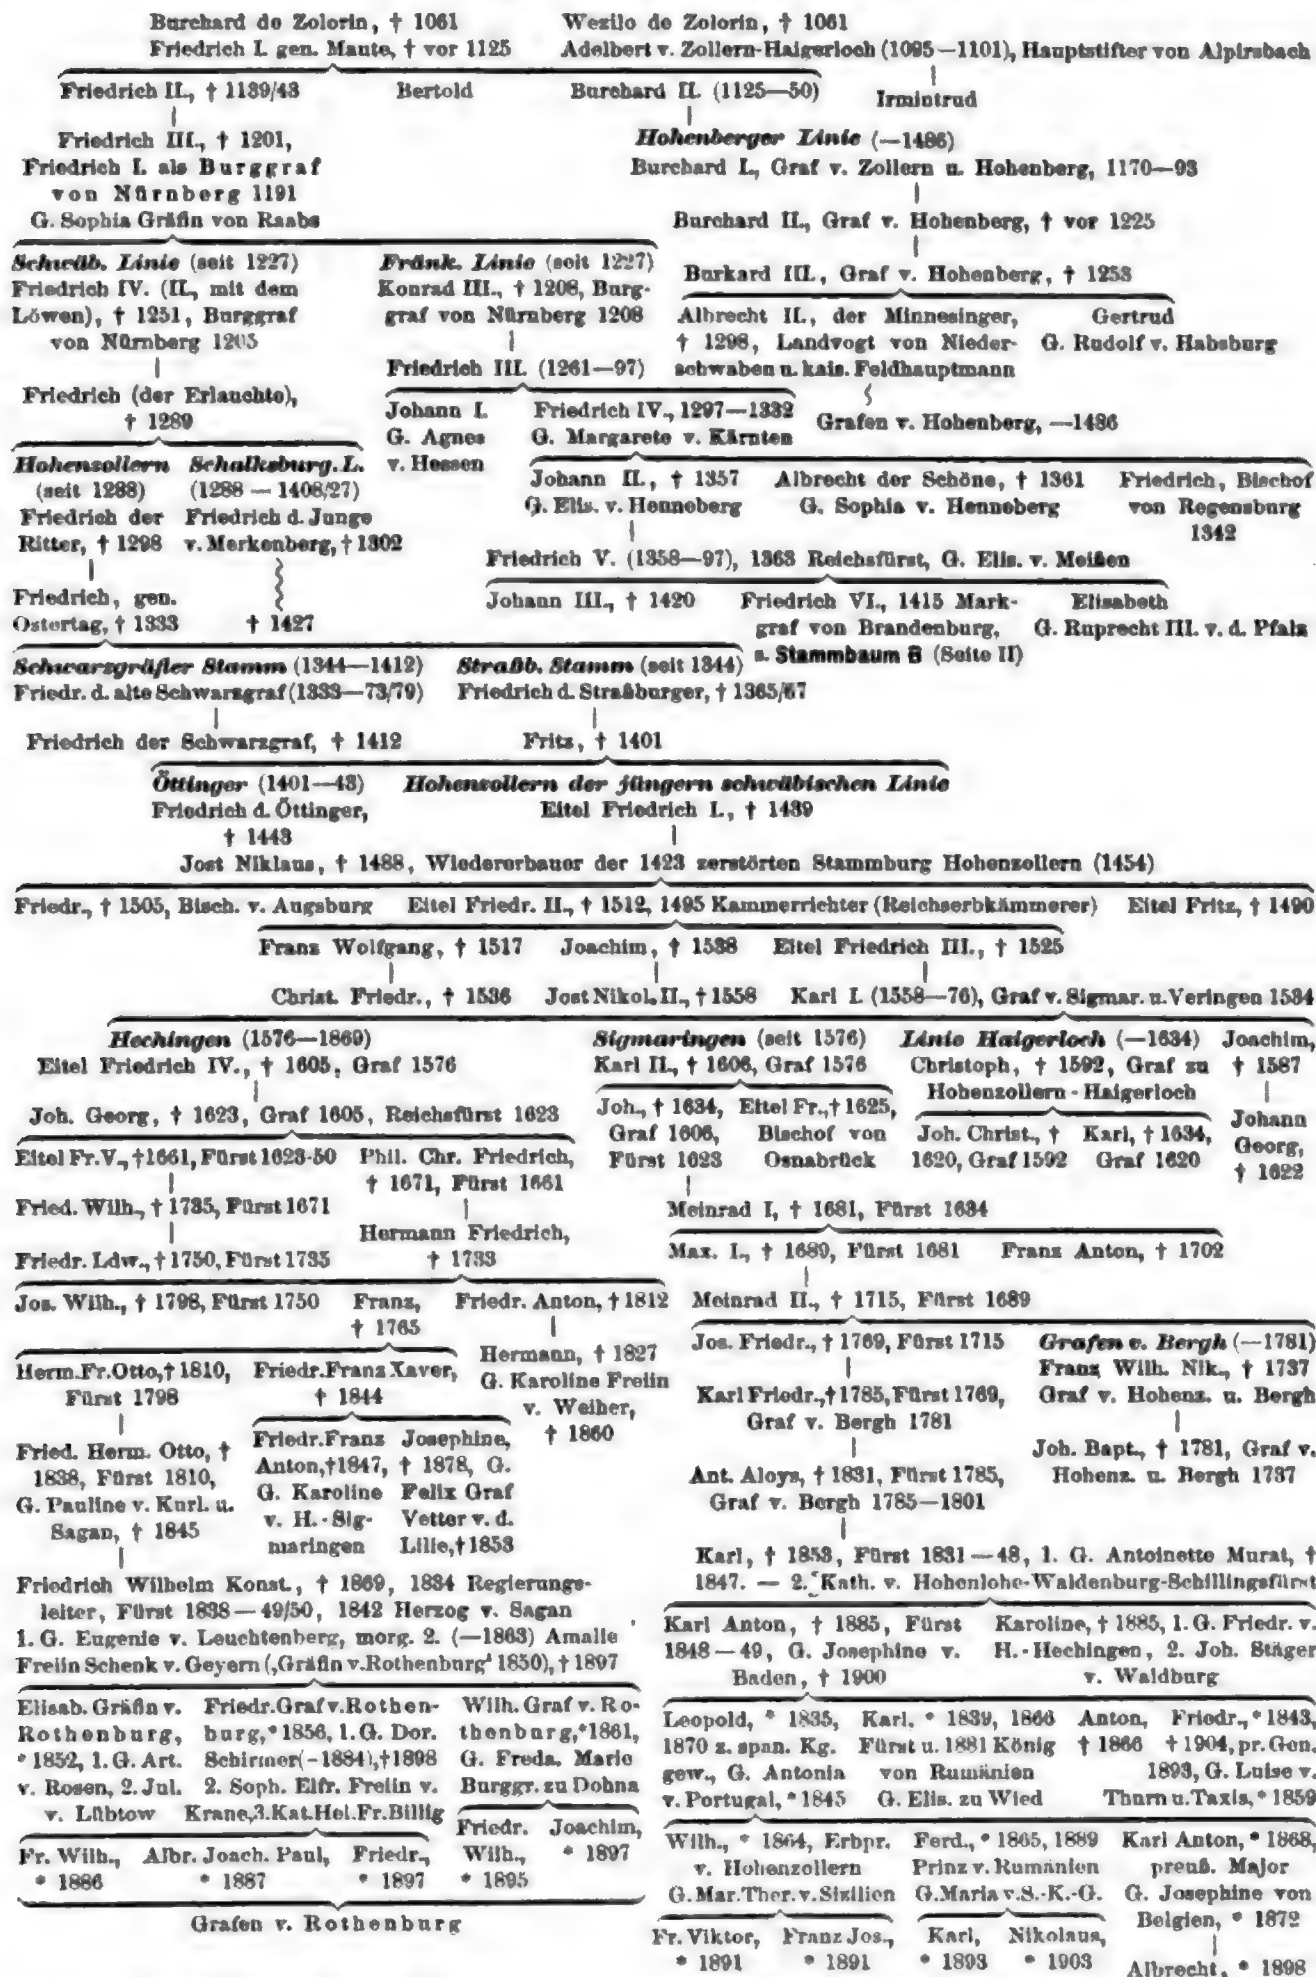 Burchard de Zolorin, † 1061 Wezilo de Zolorin, † 1061
Friedrich I. gen. Maute, † vor 1125 Adelbert v. Zollern-Haigerloch (1095—1101), Hauptstifter von Alpirsbach
Friedrich II., † 1139/43 Bertold Burchard II. (1125—50) Irmintrud
Friedrich III., † 1201,
Friedrich I. als Burggraf
von Nürnberg 1191
G. Sophia Gräfin von Raabs
Hohenberger Linie (—1486)
Burchard I., Graf v. Zollern u. Hohenberg, 1170—93
Burchard II., Graf v. Hohenberg, † vor 1225
Burkard III., Graf v. Hohenberg, † 1253
Albrecht II., der Minnesinger,
† 1298, Landvogt von Nieder-
schwaben u. kais. Feldhauptmann
Gertrud
G. Rudolf v. Habsburg
Grafen v. Hohenberg, —1486
Schwäb. Linie (seit 1227)
Friedrich IV. (II., mit dem
Löwen), † 1251, Burggraf
von Nürnberg 1205
Friedrich (der Erlauchte),
† 1289
Fränk. Linie (seit 1227)
Konrad III., † 1208, Burg-
graf von Nürnberg 1208
Friedrich III. (1261—97)
Johann I.
G. Agnes
v. Hessen
Friedrich IV., 1297—1332
G. Margarete v. Kärnten
Johann II., † 1357
G. Elis. v. Henneberg
Albrecht der Schöne, † 1361
G. Sophia v. Henneberg
Friedrich, Bischof
von Regensburg
1342
Friedrich V. (1358—97), 1363 Reichsfürst, G. Elis. v. Meißen
Johann III., † 1420
Friedrich VI., 1415 Mark-
graf von Brandenburg,
s. Stammbaum B (Seite II)
Elisabeth
G. Ruprecht III. v. d. Pfalz
Hohenzollern
(seit 1288)
Friedrich der
Ritter, † 1298
Friedrich, gen.
Ostertag, † 1333
Schalksburg. L.
(1288 — 1408/27)
Friedrich d. Junge
v. Merkenberg, † 1302
† 1427
Schwarzgräfler Stamm (1344—1412)
Friedr. d. alte Schwarzgraf (1333—73/79)
Friedrich der Schwarzgraf, † 1412
Straßb. Stamm (seit 1344)
Friedrich d. Straßburger, † 1365/67
Fritz, † 1401
Öttinger (1401—43)
Friedrich d. Öttinger,
† 1443
Hohenzollern der jüngern schwäbischen Linie
Eitel Friedrich I., † 1439
Jost Niklaus, † 1488, Wiedererbauer der 1423 zerstörten Stammburg Hohenzollern (1454)
Friedr., † 1505, Bisch. v. Augsburg Eitel Friedr. II., † 1512, 1495 Kammerrichter (Reichserbkämmerer) Eitel Fritz, † 1490
Franz Wolfgang, † 1517 Joachim, † 1538 Eitel Friedrich III., † 1525
Christ. Friedr., † 1536 Jost Nikol. II., † 1558 Karl I. (1558—76), Graf v. Sigmar. u. Veringen 1534
Hechingen (1576—1869)
Eitel Friedrich IV., † 1605, Graf 1576
Joh. Georg, † 1623, Graf 1605, Reichsfürst 1623
Eitel Fr. V., †1661, Fürst 1623-50
Fried. Wilh., † 1735, Fürst 1671
Friedr. Ldw., † 1750, Fürst 1735
Phil. Chr. Friedrich,
† 1671, Fürst 1661
Hermann Friedrich,
† 1733
Sigmaringen (seit 1576)
Karl II., † 1606, Graf 1576
Joh., † 1634,
Graf 1606,
Fürst 1623
Eitel Fr., † 1625,
Bischof von
Osnabrück
Linie Haigerloch (—1634)
Christoph, † 1592, Graf zu
Hohenzollern-Haigerloch
Joh. Christ., †
1620, Graf 1592
Karl, † 1634,
Graf 1620
Joachim,
† 1587
Johann
Georg,
† 1622
Meinrad I, † 1681, Fürst 1634
Max. I., † 1689, Fürst 1681 Franz Anton, † 1702
Meinrad II., † 1715, Fürst 1689
Jos. Wilh., † 1798, Fürst 1750
Franz,
† 1765
Friedr. Anton, † 1812
Hermann, † 1827
G. Karoline Freiin
v. Weiher,
† 1860
Herm. Fr. Otto, † 1810,
Fürst 1798
Fried. Herm. Otto, †
1838, Fürst 1810,
G. Pauline v. Kurl. u.
Sagan, † 1845
Friedr. Franz Xaver,
† 1844
Friedr. Franz
Anton, †1847,
G. Karoline
v. H.-Sig-
maringen
Josephine,
† 1878, G.
Felix Graf
Vetter v. d.
Lilie, † 1853
Jos. Friedr., † 1769, Fürst 1715
Karl Friedr., †1785, Fürst 1769,
Graf v. Bergh 1781
Ant. Aloys, † 1831, Fürst 1785,
Graf v. Bergh 1785—1801
Grafen v. Bergh (—1781)
Franz Wilh. Nik., † 1737
Graf v. Hohenz. u. Bergh
Joh. Bapt., † 1781, Graf v.
Hohenz. u. Bergh 1737
Karl, † 1853, Fürst 1831—48, 1. G. Antoinette Murat, †
1847. — 2. Kath. v. Hohenlohe-Waldenburg-Schillingsfürst
Friedrich Wilhelm Konst., † 1869, 1834 Regierungs-
leiter, Fürst 1838—49/50, 1842 Herzog v. Sagan
1. G. Eugenie v. Leuchtenberg, morg. 2. (—1863) Amalie
Freiin Schenk v. Geyern (‚Gräfin v. Rothenburg‘ 1850), † 1897
Karl Anton, † 1885, Fürst
1848—49, G. Josephine v.
Baden, † 1900
Karoline, † 1885, 1. G. Friedr. v.
H.-Hechingen, 2. Joh. Stäger
v. Waldburg
Elisab. Gräfin v.
Rothenburg,
* 1852, 1. G. Art.
v. Rosen, 2. Jul.
v. Lübtow
Friedr. Graf v. Rothen-
burg, * 1856, 1. G. Dor.
Schirmer (-1884), † 1898
2. Soph. Elfr. Freiin v.
Krane, 3. Kat. Hel. Fr. Billig
Wilh. Graf v. Ro-
thenburg, *1861,
G. Freda. Marie
Burggr. zu Dohna
Fr. Wilh.,
* 1886
Albr. Joach. Paul,
* 1887
Friedr.,
* 1897
Friedr.
Wilh.,
* 1895
Joachim,
* 1897
Grafen v. Rothenburg
Leopold, * 1835,
1870 z. span. Kg.
gew., G. Antonia
v. Portugal, * 1845
Karl, * 1839, 1866
Fürst u. 1881 König
von Rumänien
G. Elis. zu Wied
Anton,
† 1866
Friedr., * 1843,
† 1904, pr. Gen.
1893, G. Luise v.
Thurn u. Taxis, * 1859
Wilh., * 1864, Erbpr.
v. Hohenzollern
G. Mar. Ther. v. Sizilien
Ferd., * 1865, 1889
Prinz v. Rumänien
G. Maria v. S.-K.-G.
Karl Anton, * 1868,
preuß. Major
G. Josephine von
Belgien, * 1872
Fr. Viktor,
* 1891
Franz Jos.,
* 1891
Karl,
* 1893
Nikolaus,
* 1903
Albrecht, * 1898